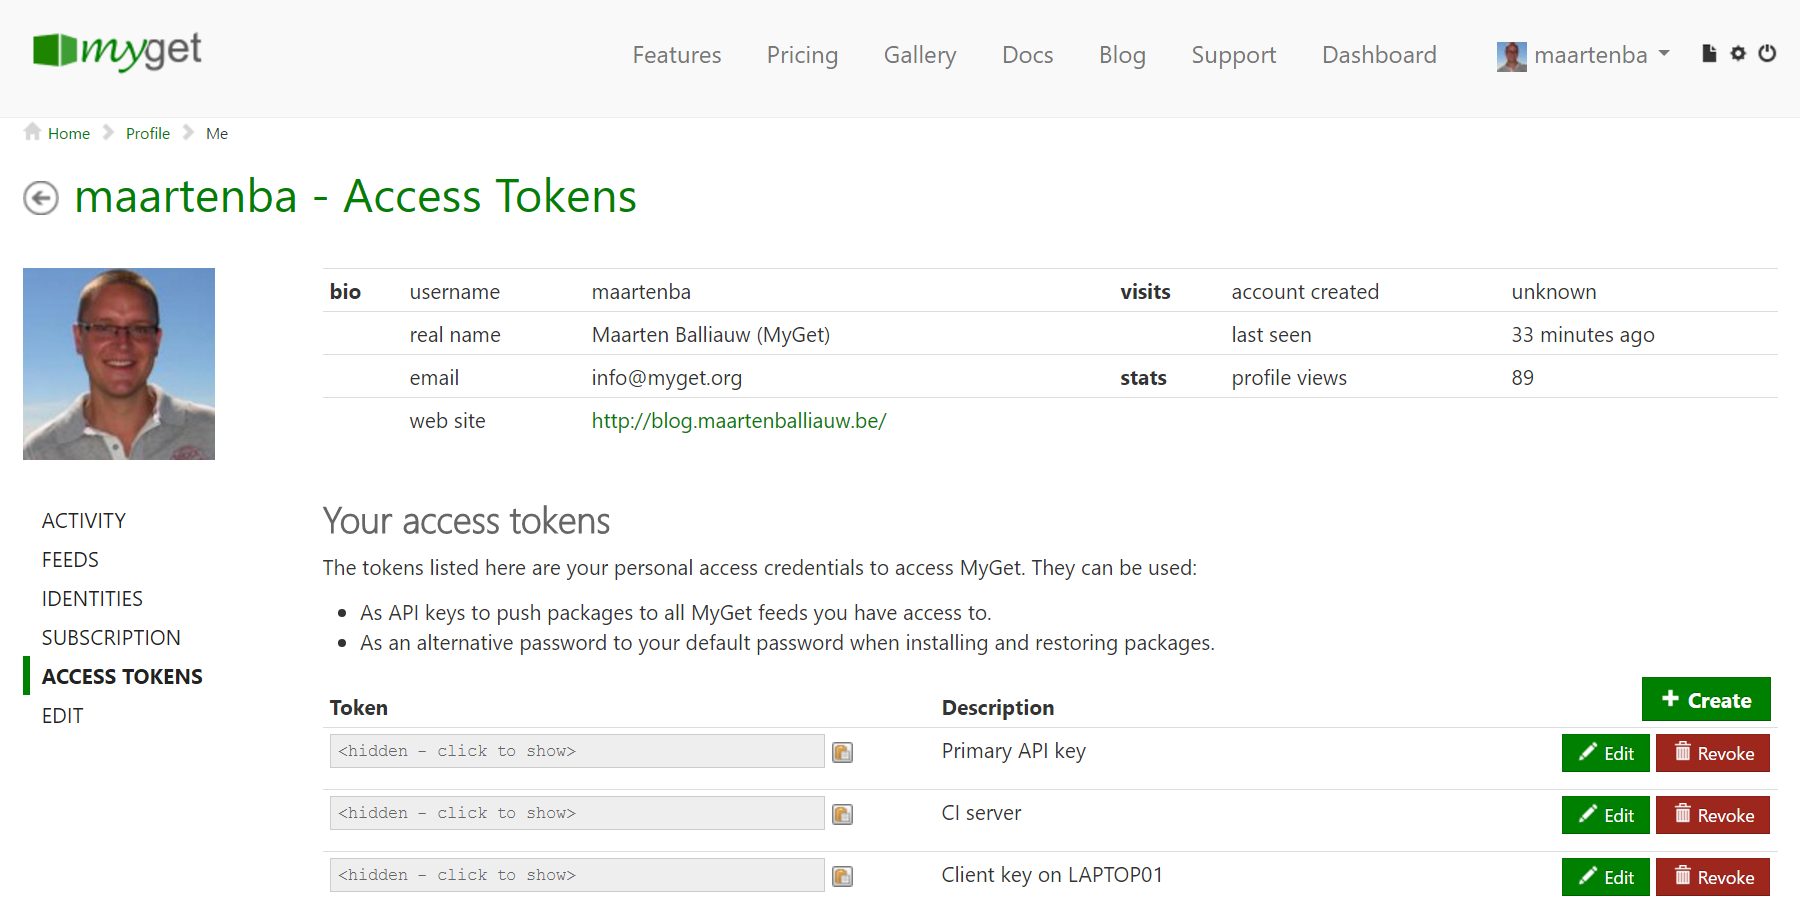 myget
Features Pricing Gallery Docs Blog Support Dashboard maartenba
Home Profile Me
maartenba - Access Tokens
bio username maartenba visits account created unknown
real name Maarten Balliauw (MyGet) last seen 33 minutes ago
email info@myget.org stats profile views 89
web site http://blog.maartenballiauw.be/
ACTIVITY
FEEDS
IDENTITIES
SUBSCRIPTION
ACCESS TOKENS
EDIT
Your access tokens
The tokens listed here are your personal access credentials to access MyGet. They can be used:
As API keys to push packages to all MyGet feeds you have access to.
As an alternative password to your default password when installing and restoring packages.
Token Description Create
<hidden - click to show> Primary API key Edit Revoke
<hidden - click to show> CI server Edit Revoke
<hidden - click to show> Client key on LAPTOP01 Edit Revoke